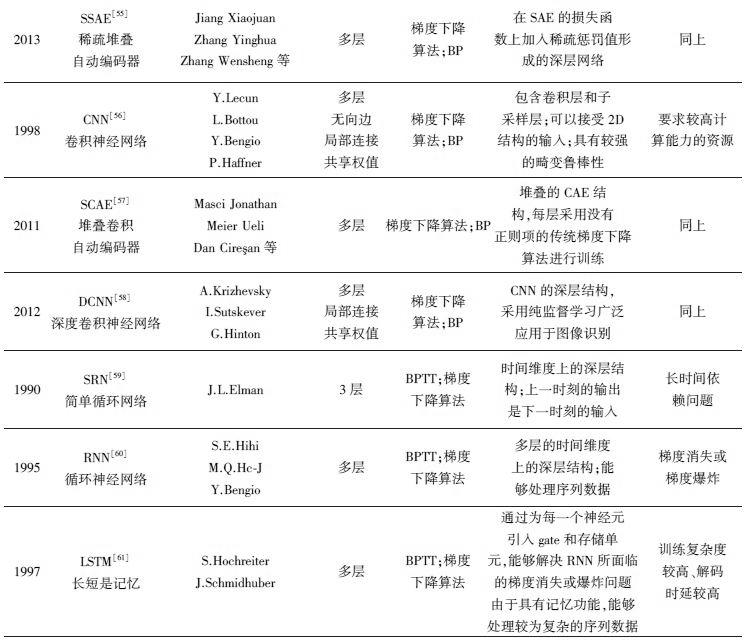 2013
SSAE[55]
稀疏堆叠
自动编码器
Jiang Xiaojuan
Zhang Yinghua
Zhang Wensheng 等
多层
梯度下降
算法;BP
在 SAE 的损失函
数上加入稀疏惩罚值形
成的深层网络
同上
1998
CNN[56]
卷积神经网络
Y.Lecun
L.Bottou
Y.Bengio
P.Haffner
多层
无向边
局部连接
共享权值
梯度下降
算法;BP
包含卷积层和子
采样层;可以接受 2D
结构的输入;具有较强
的畸变鲁棒性
要求较高计
算能力的资源
2011
SCAE[57]
堆叠卷积
自动编码器
Masci Jonathan
Meier Ueli
Dan Cireşan 等
多层
梯度下降算法;BP
堆叠的 CAE 结
构,每层采用没有
正则项的传统梯度下降
算法进行训练
同上
2012
DCNN[58]
深度卷积神经网络
A.Krizhevsky
I.Sutskever
G.Hinton
多层
局部连接
共享权值
梯度下降
算法;BP
CNN 的深层结构,
采用纯监督学习广泛
应用于图像识别
同上
1990
SRN[59]
简单循环网络
J.L.Elman
3 层
BPTT;梯度
下降算法
时间维度上的深层结
构;上一时刻的输出
是下一时刻的输入
长时间依
赖问题
1995
RNN[60]
循环神经网络
S.E.Hihi
M.Q.Hc-J
Y.Bengio
多层
BPTT;梯度
下降算法
多层的时间维度
上的深层结构;能
够处理序列数据
梯度消失或
梯度爆炸
1997
LSTM[61]
长短是记忆
S.Hochreiter
J.Schmidhuber
多层
BPTT;梯度
下降算法
通过为每一个神经元
引入 gate 和存储单
元,能够解决 RNN 所面临
的梯度消失或爆炸问题
由于具有记忆功能,能够
处理较为复杂的序列数据
训练复杂度
较高、解码
时延较高